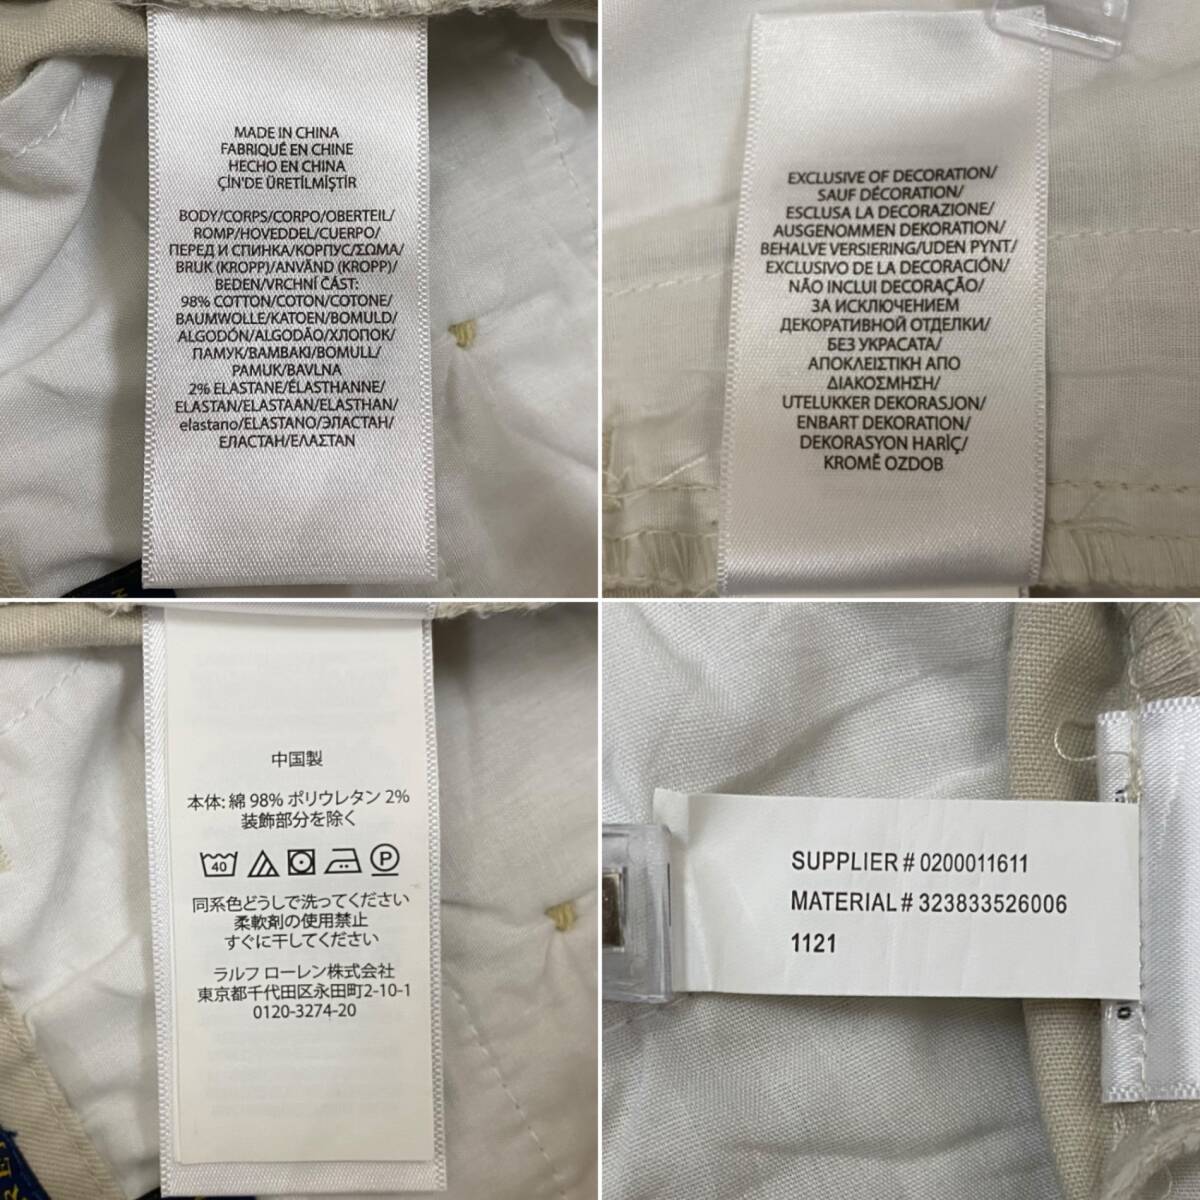 MADE IN CHINA
FABRIQUÉ EN CHINE
HECHO EN CHINA
ÇİN'DE ÜRETİLMİŞTİR
BODY/CORPS/CORPO/OBERTEIL/
ROMP/HOVEDDEL/CUERPO/
ПЕРЕД И СПИНКА/КОРПУС/ΣΩΜΑ/
BRUK (KROPP)/ANVÄND (KROPP)/
BEDEN/VRCHNÍ ČÁST:
98% COTTON/COTON/COTONE/
BAUMWOLLE/KATOEN/BOMULD/
ALGODÓN/ALGODÃO/ХЛОПОК/
ПАМУК/ΒΑΜΒΑΚΙ/BOMULL/
PAMUK/BAVLNA
2% ELASTANE/ÉLASTHANNE/
ELASTAN/ELASTAAN/ELASTHAN/
elastano/ELASTANO/ЭЛАСТАН/
ЕЛАСТАН/ΕΛΑΣΤΑΝ
EXCLUSIVE OF DECORATION/
SAUF DÉCORATION/
ESCLUSA LA DECORAZIONE/
AUSGENOMMEN DEKORATION/
BEHALVE VERSIERING/UDEN PYNT/
EXCLUSIVO DE LA DECORACIÓN/
NÃO INCLUI DECORAÇÃO/
ЗА ИСКЛЮЧЕНИЕМ
ДЕКОРАТИВНОЙ ОТДЕЛКИ/
БЕЗ УКРАСАТА/
ΑΠΟΚΛΕΙΣΤΙΚΗ ΑΠΟ
ΔΙΑΚΟΣΜΗΣΗ/
UTELUKKER DEKORASJON/
ENBART DEKORATION/
DEKORASYON HARİÇ/
KROMĚ OZDOB
中国製
本体: 綿 98% ポリウレタン 2%
装飾部分を除く
40 P
同系色どうしで洗ってください
柔軟剤の使用禁止
すぐに干してください
ラルフ ローレン株式会社
東京都千代田区永田町2-10-1
0120-3274-20
SUPPLIER# 0200011611
MATERIAL# 323833526006
1121